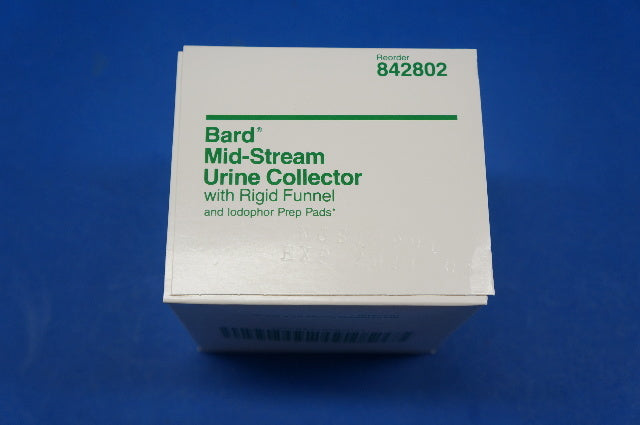 Reorder
842802
Bard®
Mid-Stream
Urine Collector
with Rigid Funnel
and Iodophor Prep Pads*